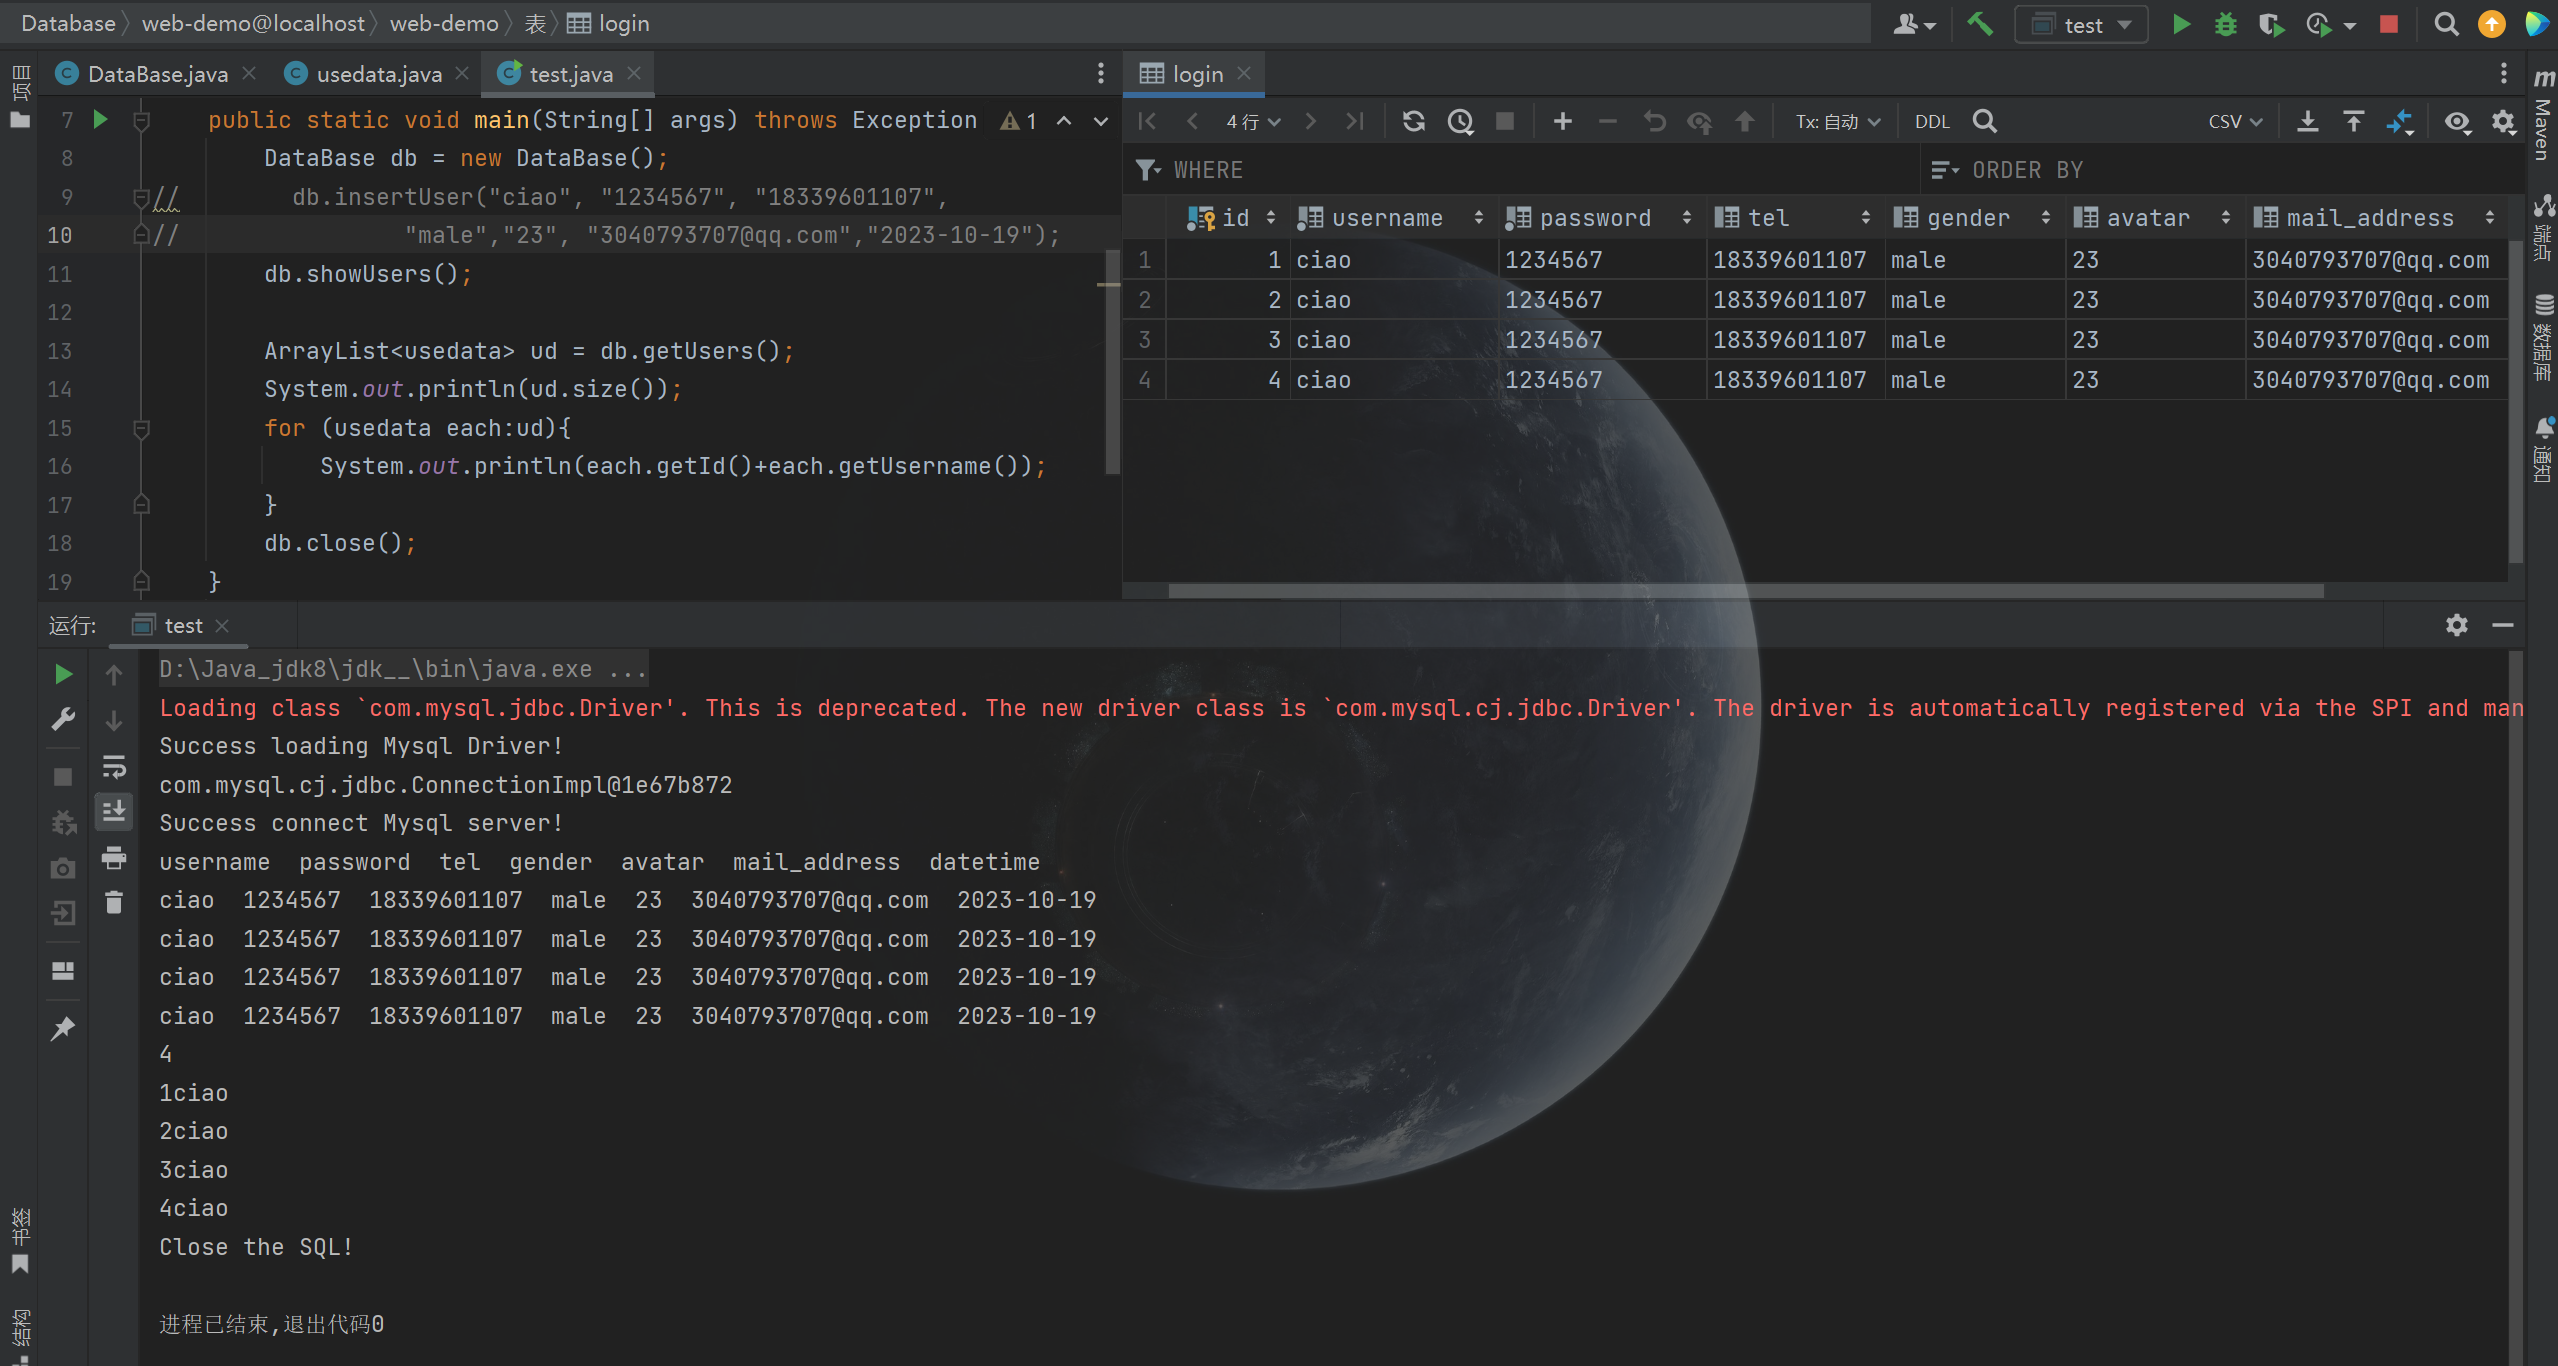 Database web-demo@localhost web-demo 表 login
test
项目
DataBase.java usedata.java test.java
7 public static void main(String[] args) throws Exception 1
8 DataBase db = new DataBase();
9 // db.insertUser("ciao", "1234567", "18339601107",
10 // "male","23", "3040793707@qq.com","2023-10-19");
11 db.showUsers();
12
13 ArrayList<usedata> ud = db.getUsers();
14 System.out.println(ud.size());
15 for (usedata each:ud){
16 System.out.println(each.getId()+each.getUsername());
17 }
18 db.close();
19 }
login
4 行 Tx: 自动 DDL CSV
WHERE ORDER BY
id username password tel gender avatar mail_address
1 1 ciao 1234567 18339601107 male 23 3040793707@qq.com
2 2 ciao 1234567 18339601107 male 23 3040793707@qq.com
3 3 ciao 1234567 18339601107 male 23 3040793707@qq.com
4 4 ciao 1234567 18339601107 male 23 3040793707@qq.com
m Maven
端点
数据库
通知
运行: test
D:\Java_jdk8\jdk__\bin\java.exe ...
Loading class `com.mysql.jdbc.Driver'. This is deprecated. The new driver class is `com.mysql.cj.jdbc.Driver'. The driver is automatically registered via the SPI and man
Success loading Mysql Driver!
com.mysql.cj.jdbc.ConnectionImpl@1e67b872
Success connect Mysql server!
username password tel gender avatar mail_address datetime
ciao 1234567 18339601107 male 23 3040793707@qq.com 2023-10-19
ciao 1234567 18339601107 male 23 3040793707@qq.com 2023-10-19
ciao 1234567 18339601107 male 23 3040793707@qq.com 2023-10-19
ciao 1234567 18339601107 male 23 3040793707@qq.com 2023-10-19
4
1ciao
2ciao
3ciao
4ciao
Close the SQL!
进程已结束,退出代码0
书签
结构